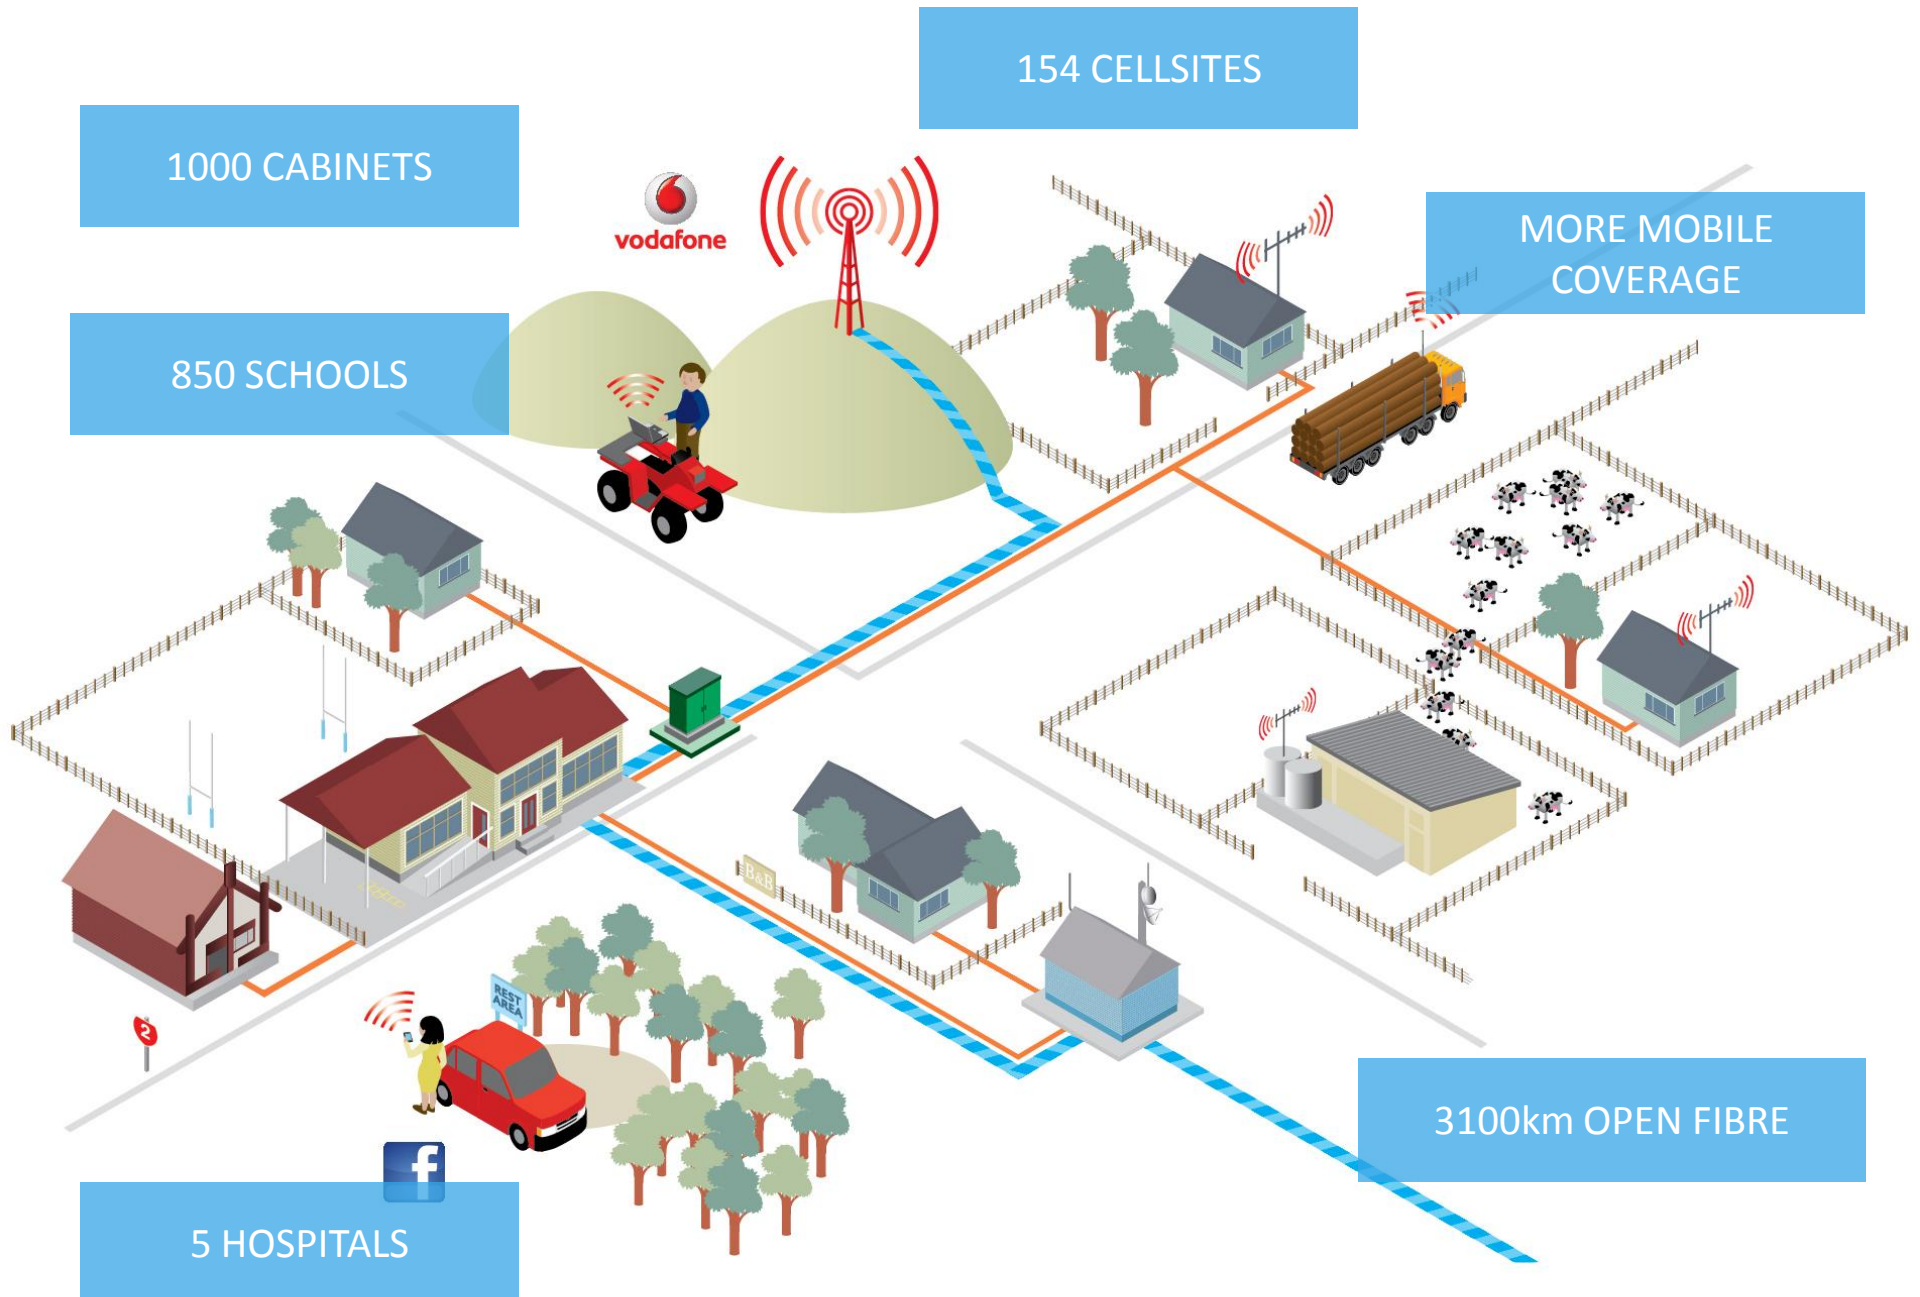 154 CELLSITES
1000 CABINETS
vodafone
MORE MOBILE
COVERAGE
850 SCHOOLS
B&B
REST
AREA
2
3100km OPEN FIBRE
f
5 HOSPITALS